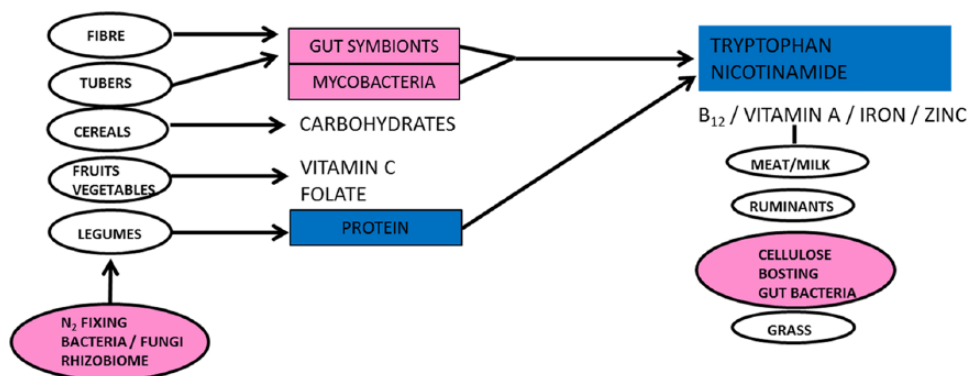 FIBRE
TUBERS
CEREALS
FRUITS
VEGETABLES
LEGUMES
N₂ FIXING
BACTERIA / FUNGI
RHIZOBIOME
GUT SYMBIONTS
MYCOBACTERIA
CARBOHYDRATES
VITAMIN C
FOLATE
PROTEIN
TRYPTOPHAN
NICOTINAMIDE
B₁₂ / VITAMIN A / IRON / ZINC
MEAT/MILK
RUMINANTS
CELLULOSE
BOSTING
GUT BACTERIA
GRASS